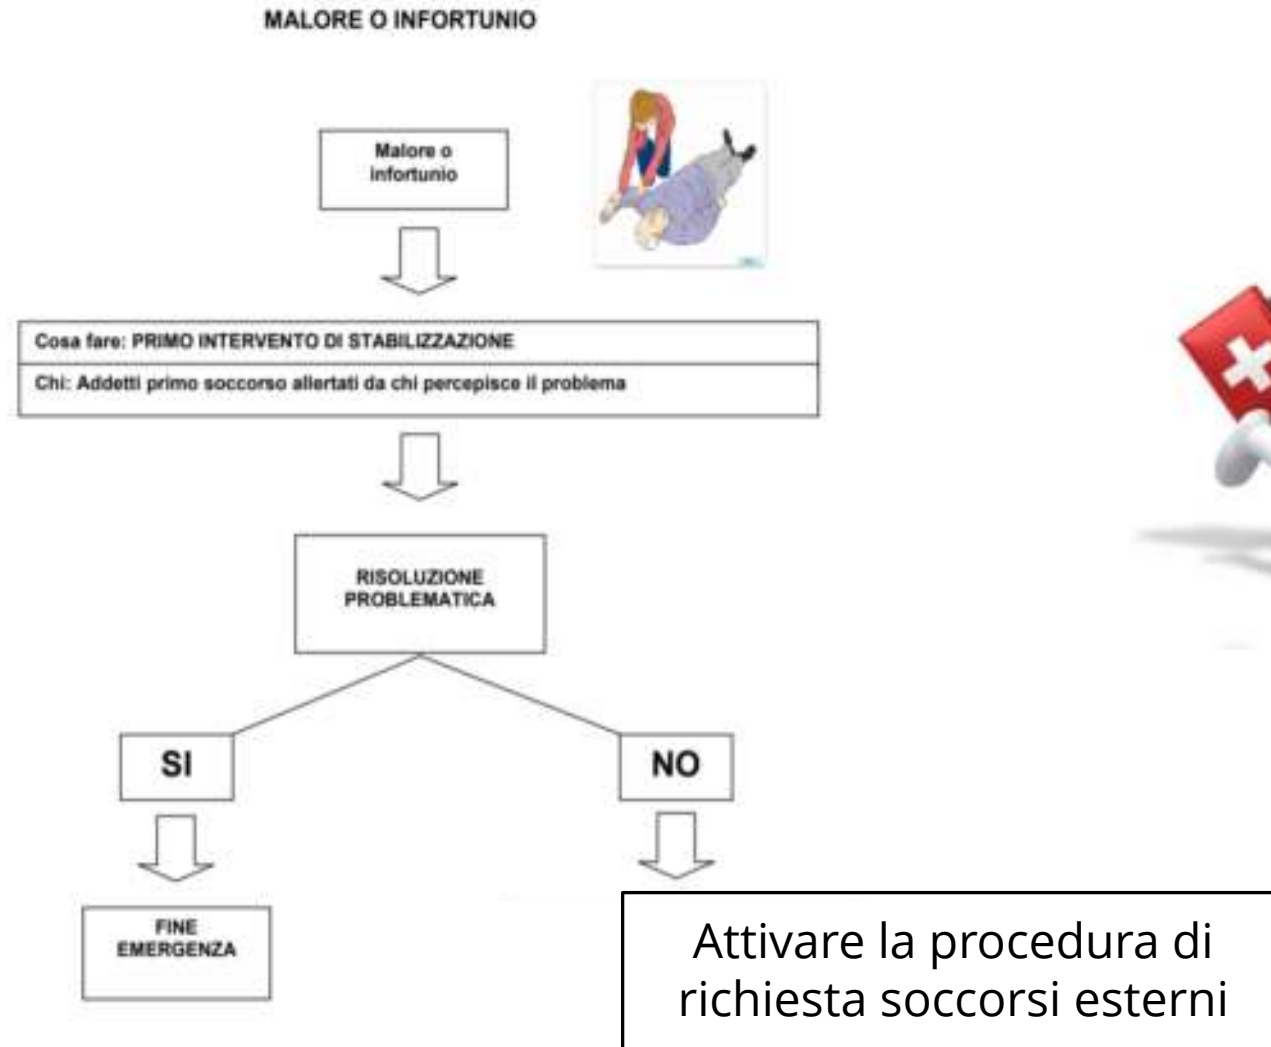 MALORE O INFORTUNIO
Malore o
infortunio
Cosa fare: PRIMO INTERVENTO DI STABILIZZAZIONE
Chi: Addetti primo soccorso allertati da chi percepisce il problema
RISOLUZIONE
PROBLEMATICA
SI
NO
FINE
EMERGENZA
Attivare la procedura di
richiesta soccorsi esterni